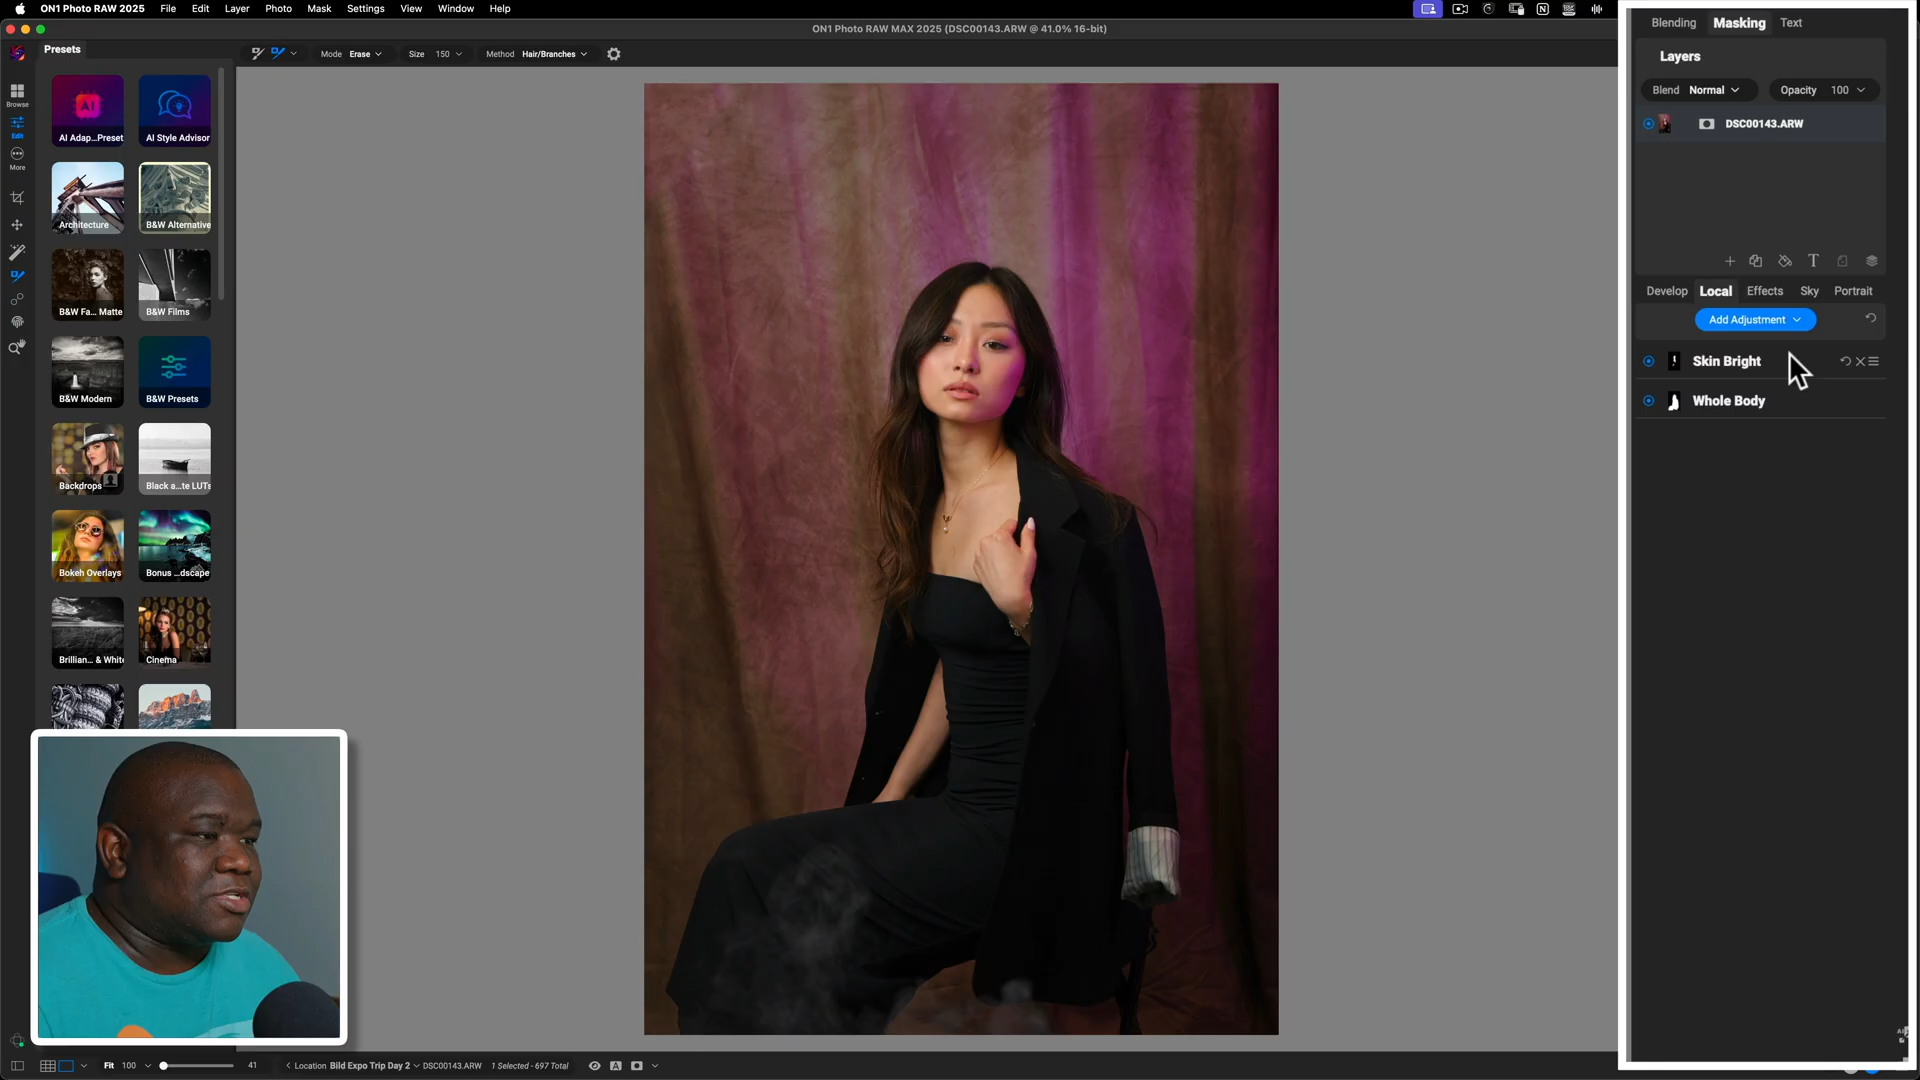 ON1 Photo RAW 2025 File Edit Layer Photo Mask Settings View Window Help
ON1 Photo RAW MAX 2025 (DSC00143.ARW @ 41.0% 16-bit)
Presets
Mode Erase Size 150 Method Hair/Branches
Browse
Edit
More
AI Adap...Preset AI Style Advisor
Architecture B&W Alternative
B&W Fa... Matte B&W Films
B&W Modern B&W Presets
Backdrops Black a...te LUTs
Bokeh Overlays Bonus ...dscape
Brillian... & White Cinema
Blending Masking Text
Layers
Blend Normal Opacity 100
DSC00143.ARW
Develop Local Effects Sky Portrait
Add Adjustment
Skin Bright
Whole Body
Fit 100 41 Location Bild Expo Trip Day 2 DSC00143.ARW 1 Selected - 697 Total